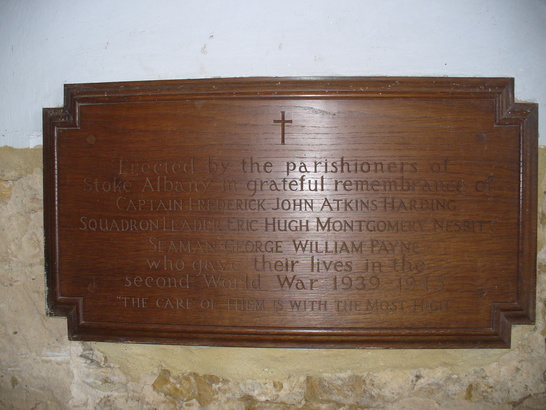 Erected by the parishioners of
Stoke Albany in grateful remembrance of
CAPTAIN FREDERICK JOHN ATKINS HARDING
SQUADRON LEADER ERIC HUGH MONTGOMERY NESBITT
SEAMAN GEORGE WILLIAM PAYNE
who gave their lives in the
second World War 1939-1945
"THE CARE OF THEM IS WITH THE MOST HIGH"